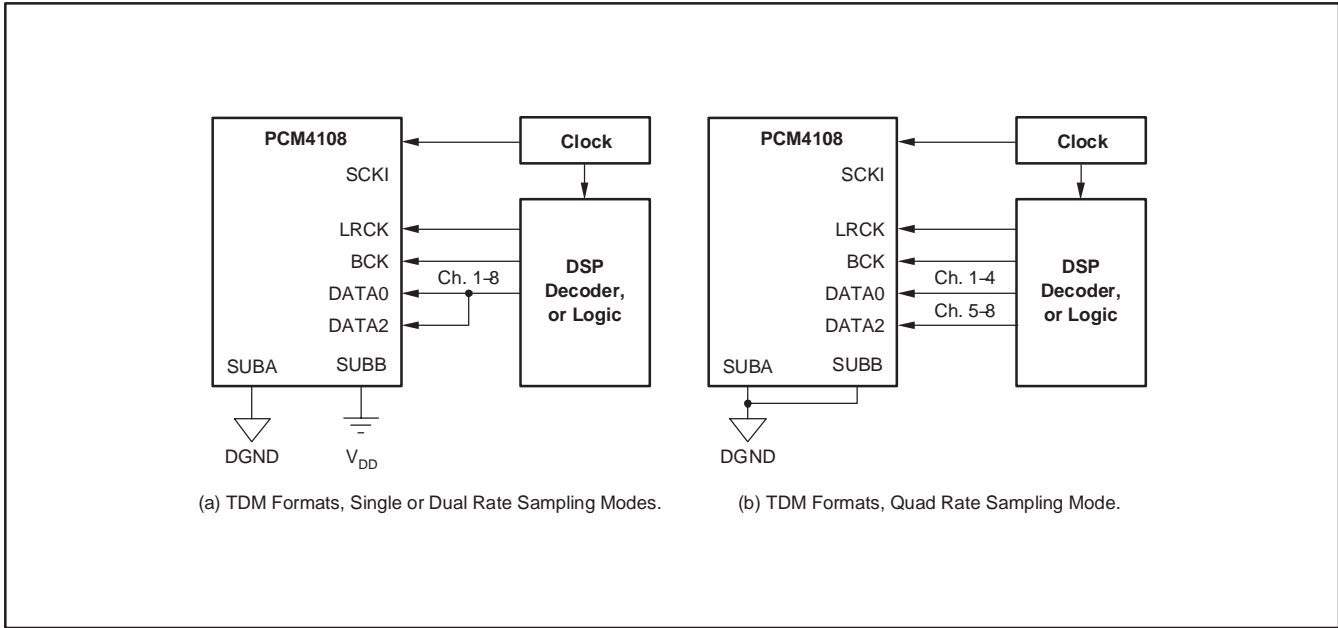 PCM4108
SCKI
LRCK
BCK
DATA0
DATA2
SUBA
SUBB
Ch. 1–8
Clock
DSP
Decoder,
or Logic
DGND
VDD
(a) TDM Formats, Single or Dual Rate Sampling Modes.
PCM4108
SCKI
LRCK
BCK
DATA0
DATA2
SUBA
SUBB
Ch. 1–4
Ch. 5–8
Clock
DSP
Decoder,
or Logic
DGND
(b) TDM Formats, Quad Rate Sampling Mode.